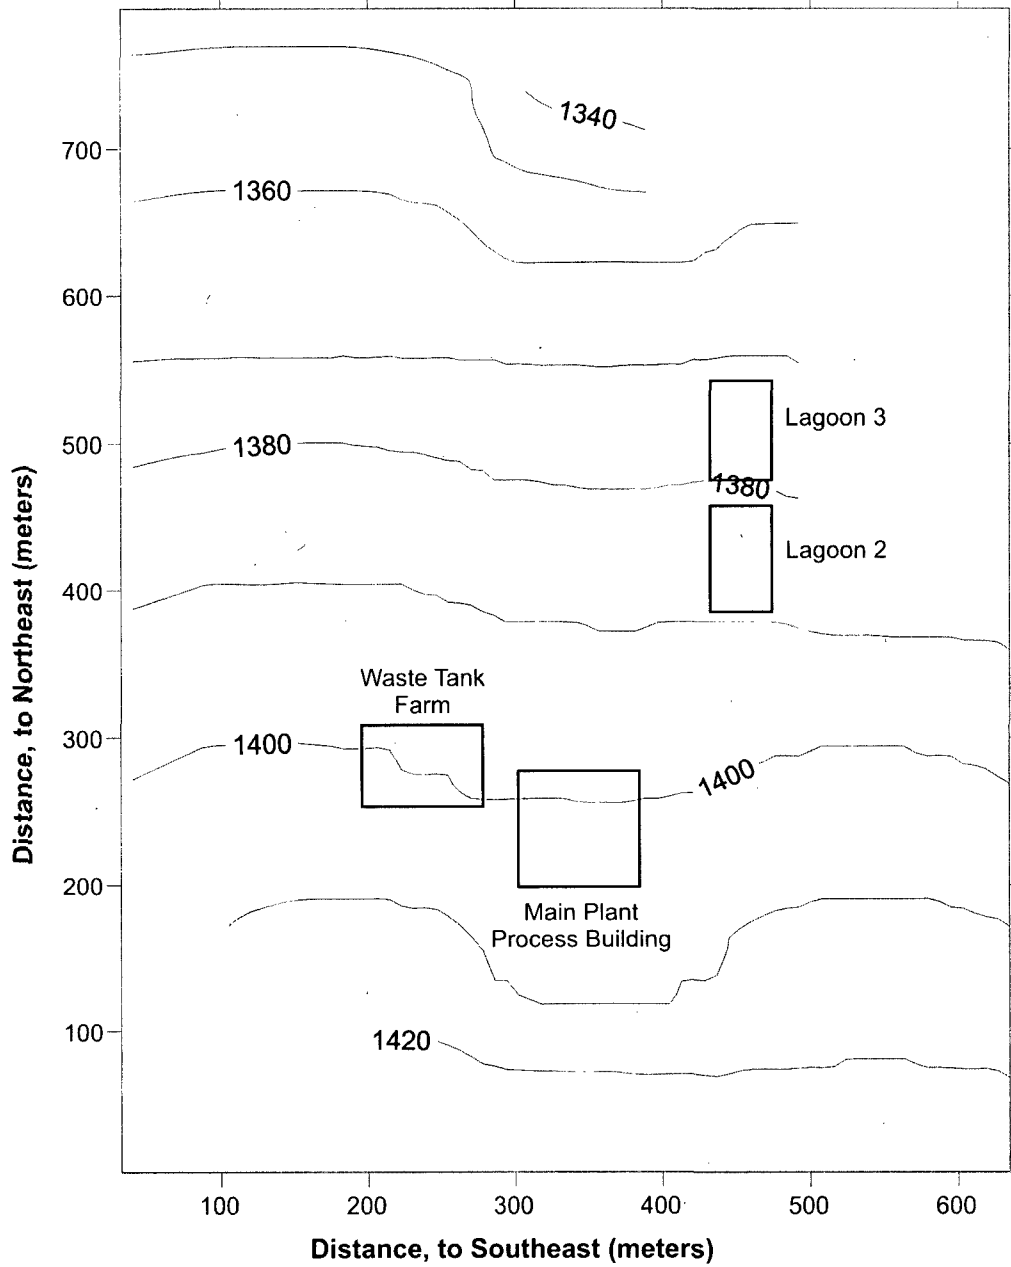 1340
700
1360
600
Lagoon 3
500
1380
1380
Lagoon 2
400
Waste Tank
Farm
300
1400
1400
200
Main Plant
Process Building
100
1420
100 200 300 400 500 600
Distance, to Southeast (meters)
Distance, to Northeast (meters)